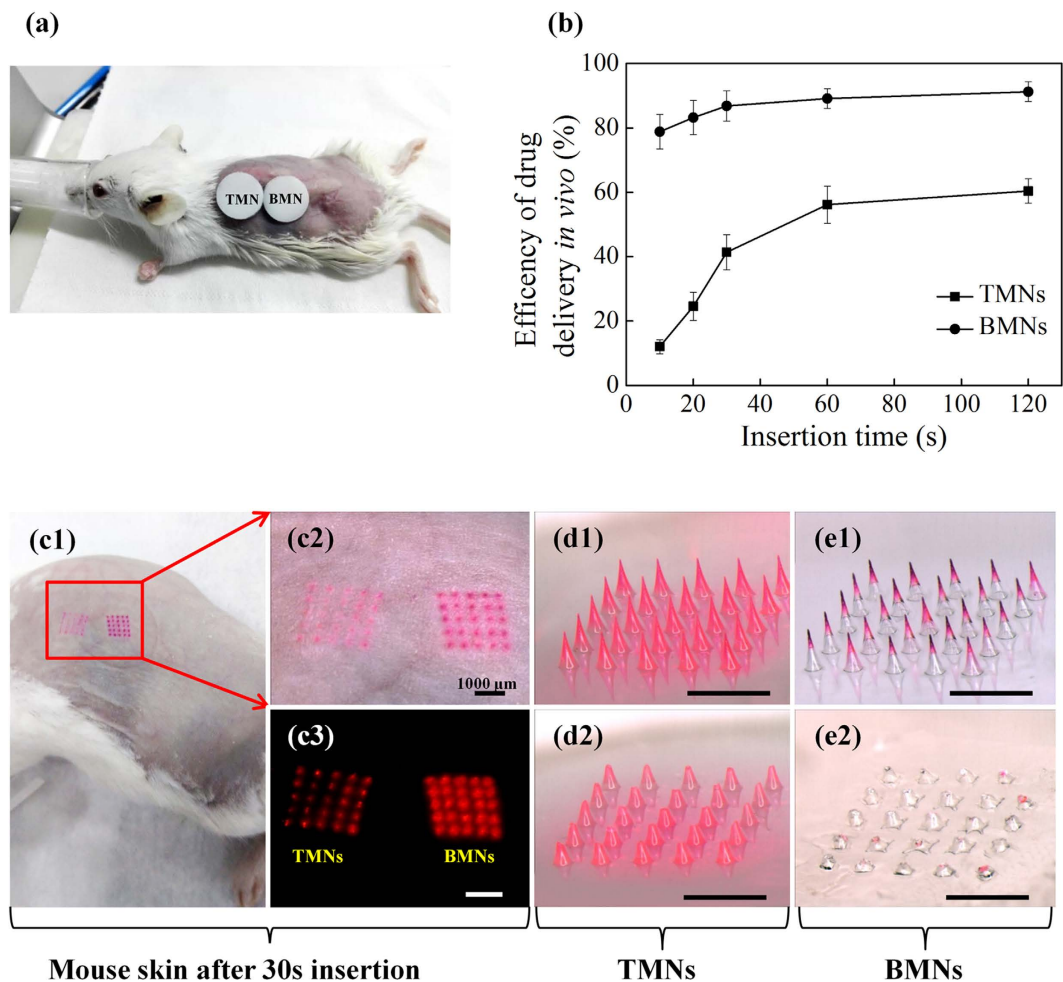 (a)
TMN BMN
(b)
Efficency of drug
delivery in vivo (%)
100
80
60
40
20
0
TMNs
BMNs
0 20 40 60 80 100 120
Insertion time (s)
(c1)
(c2)
1000 μm
(c3)
TMNs BMNs
(d1)
(d2)
(e1)
(e2)
Mouse skin after 30s insertion
TMNs
BMNs